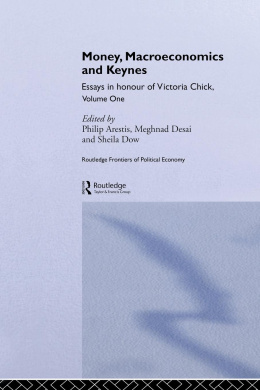 Money, Macroeconomics
and Keynes
Essays in honour of Victoria Chick,
Volume One
Edited by
Philip Arestis, Meghnad Desai
and Sheila Dow
Routledge Frontiers of Political Economy
Routledge
Taylor & Francis Group